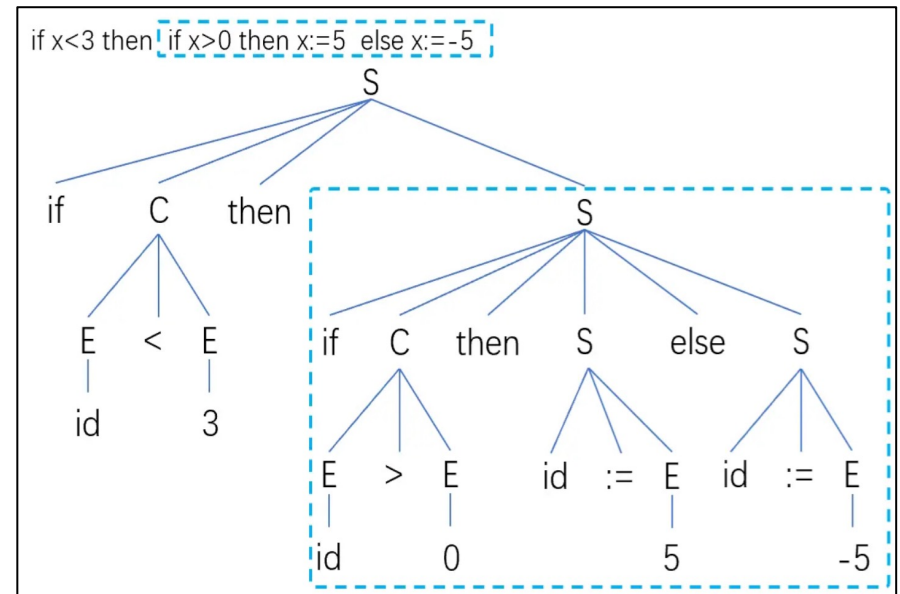 if x<3 then if x>0 then x:=5 else x:=-5
S
if C then S
if C then S else S
E < E
id 3
E > E id := E id := E
id 0 5 -5